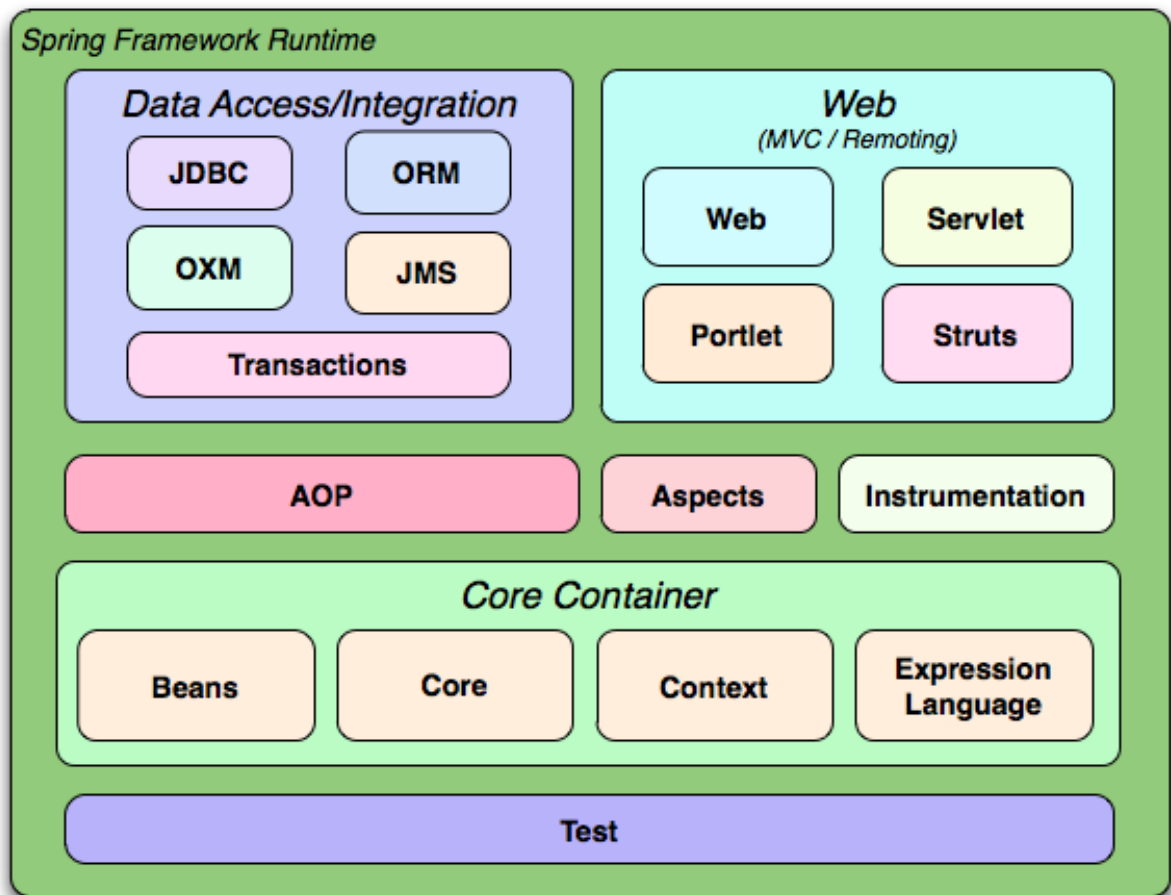 Spring Framework Runtime
Data Access/Integration
JDBC
ORM
OXM
JMS
Transactions
Web
(MVC / Remoting)
Web
Servlet
Portlet
Struts
AOP
Aspects
Instrumentation
Core Container
Beans
Core
Context
Expression
Language
Test